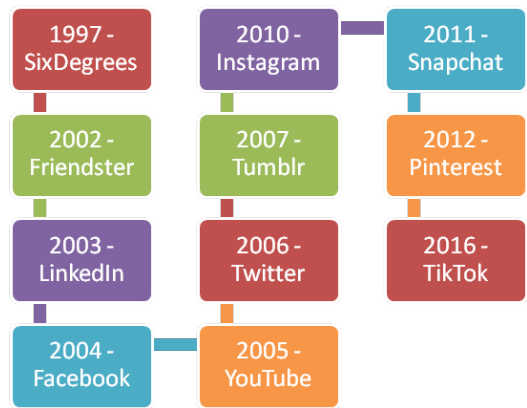 1997 -
SixDegrees
2002 -
Friendster
2003 -
LinkedIn
2004 -
Facebook
2005 -
YouTube
2006 -
Twitter
2007 -
Tumblr
2010 -
Instagram
2011 -
Snapchat
2012 -
Pinterest
2016 -
TikTok